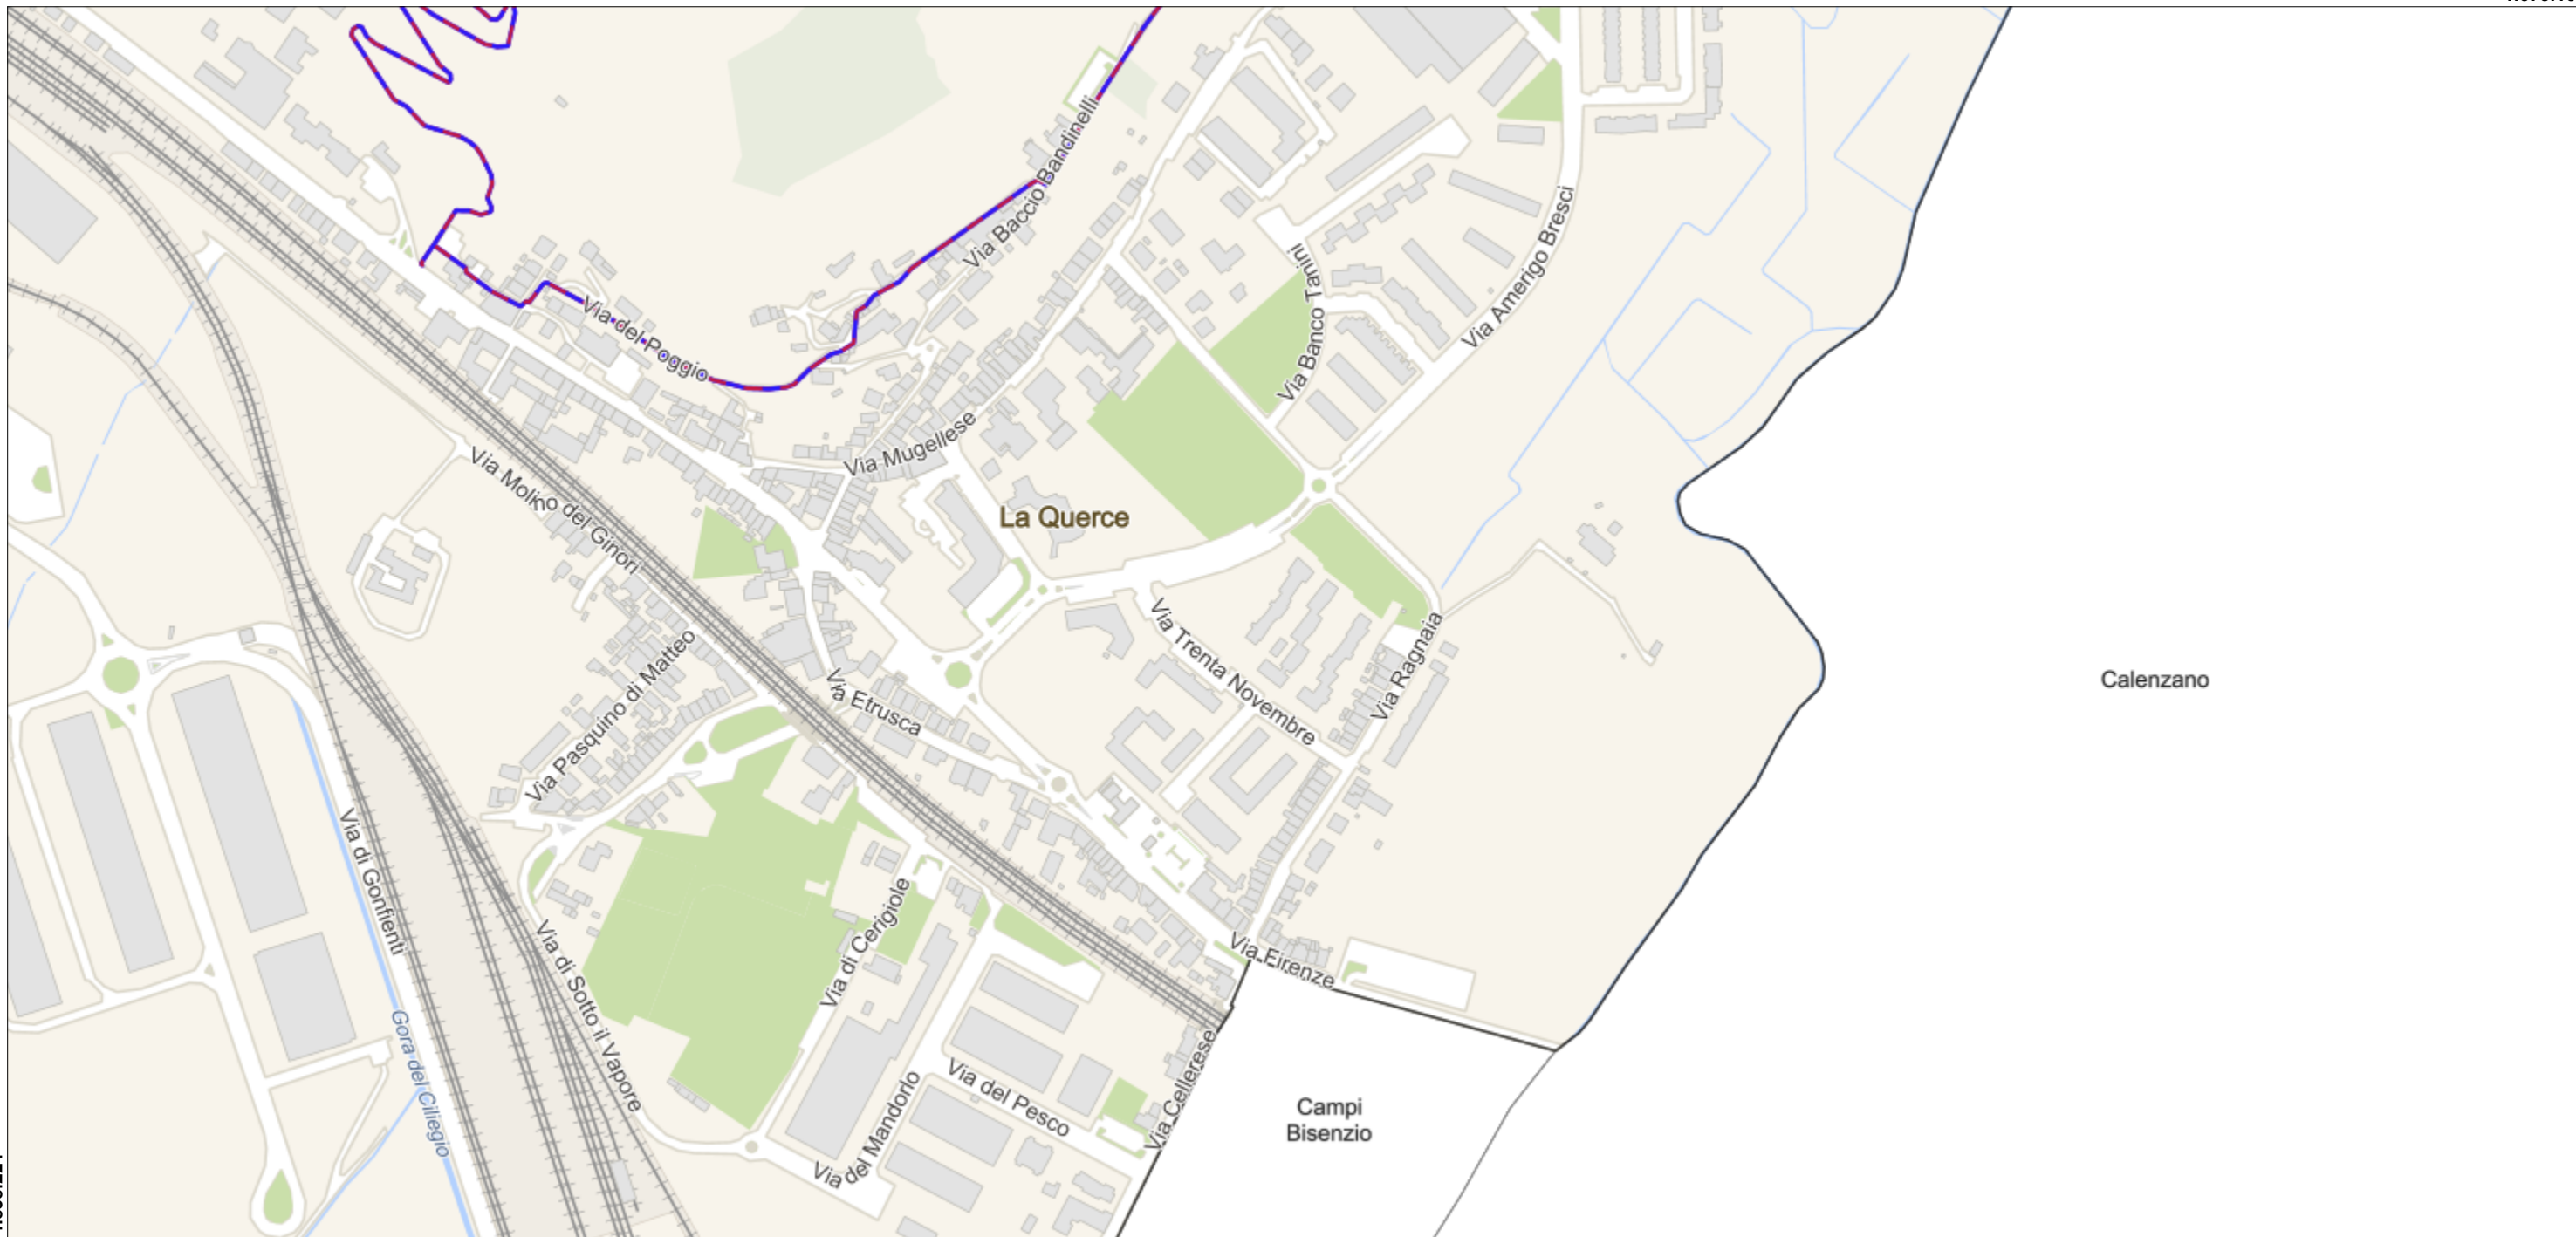 Via Baccio Bandinelli
Via Amerigo Bresci
Via Banco Tanini
Via del Poggio
Via Mugellese
Via Molino del Ginori
La Querce
Via Trenta Novembre
Via Ragnaia
Via Pasquino di Matteo
Via Etrusca
Calenzano
Via di Gonfienti
Via di Cerigiole
Via di Sotto il Vapore
Via Firenze
Gora del Ciliegio
Via Cellerese
Via del Pesco
Via del Mandorlo
Campi
Bisenzio